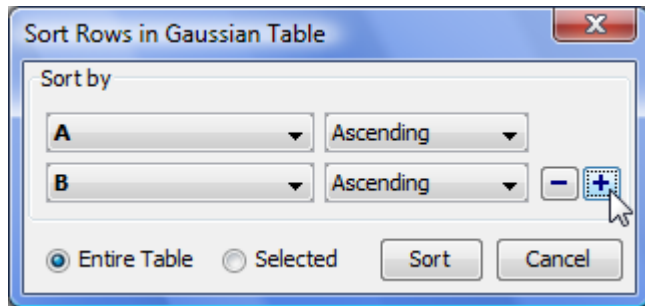 Sort Rows in Gaussian Table
Sort by
A Ascending
B Ascending
Entire Table Selected Sort Cancel